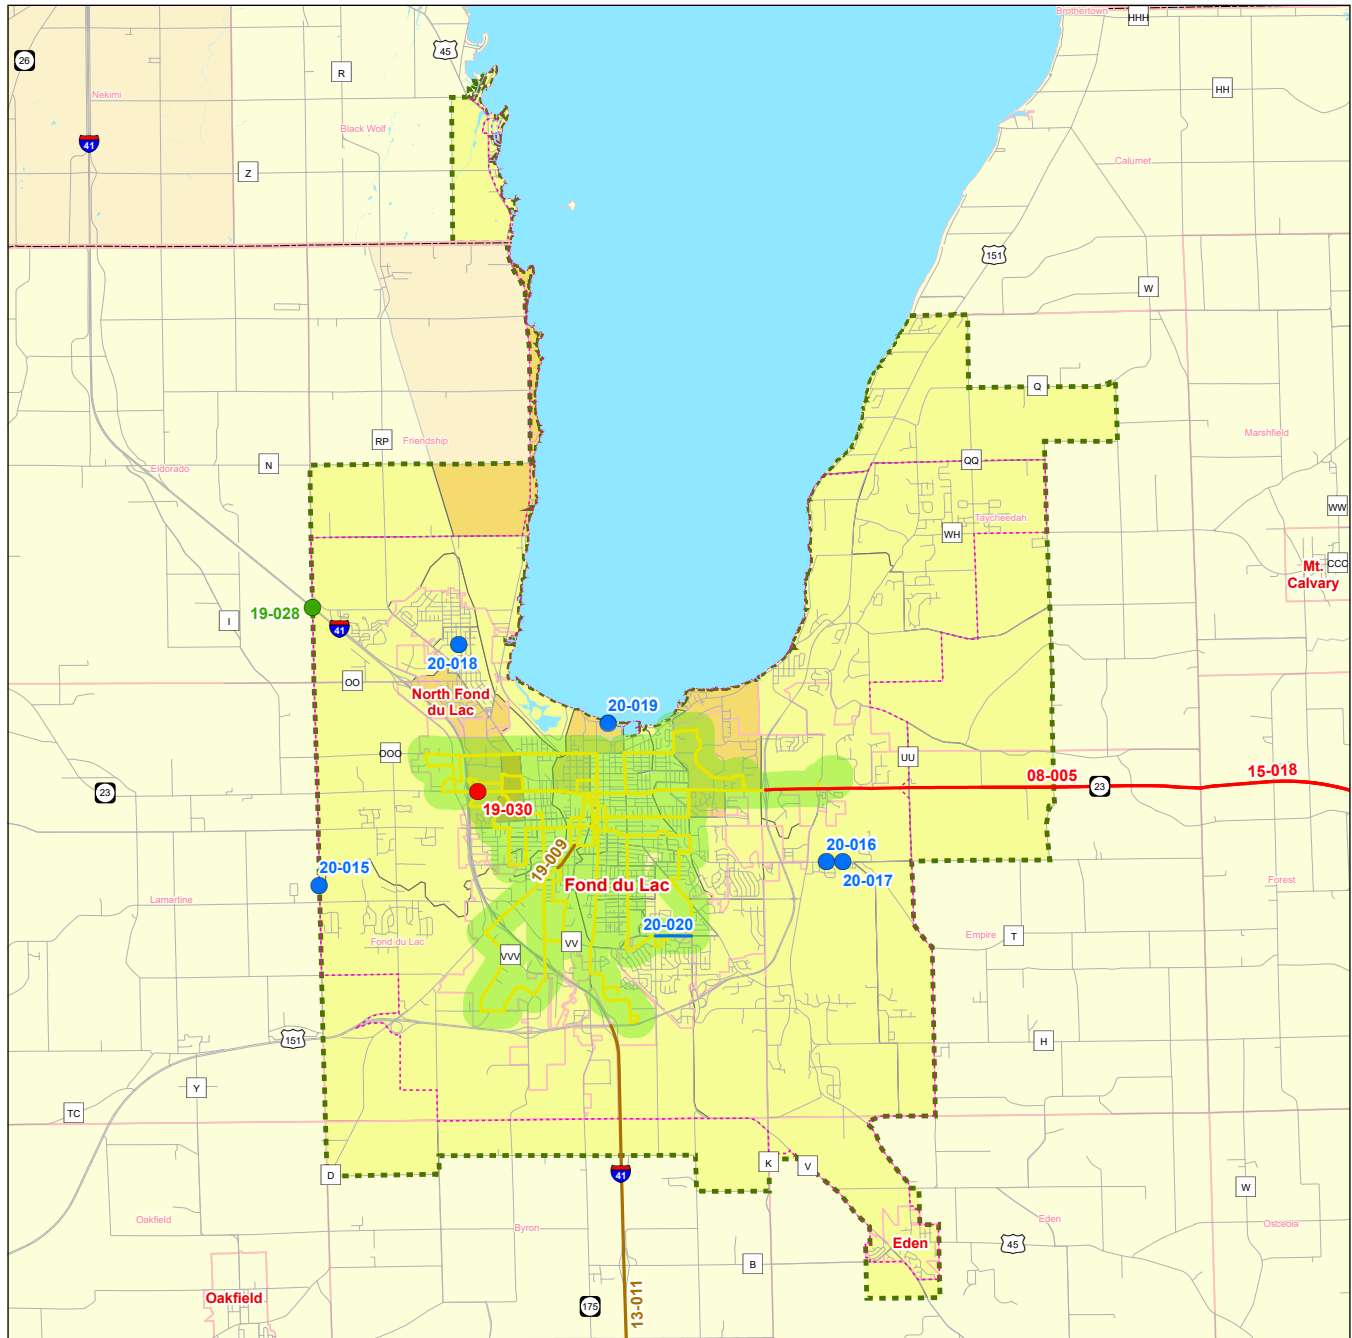 Brothertown
HHH
26
45
R
HH
Nekimi
Black Wolf
41
Calumet
Z
151
W
Q
RP
Friendship
Marshfield
Eldorado
N
QQ
WW
Taycheedah
WH
Mt.
Calvary
CCC
19-028
I
41
20-018
OO
North Fond
du Lac
20-019
OOO
UU
08-005
15-018
23
23
19-030
19-009
20-016
20-017
20-015
Fond du Lac
Forest
Lamartine
20-020
Fond du Lac
VV
VVV
Empire
T
151
H
Y
TC
K
V
D
41
W
Oakfield
Byron
Eden
Osceola
Eden
45
B
Oakfield
175
13-011